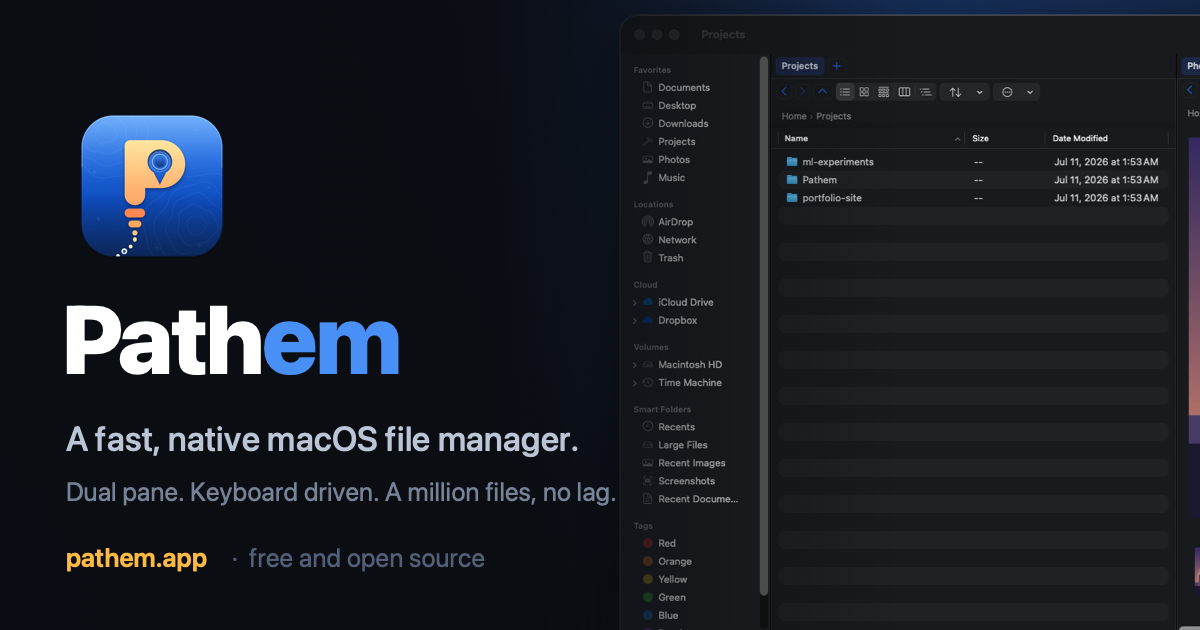 Pathem
A fast, native macOS file manager.
Dual pane. Keyboard driven. A million files, no lag.
pathem.app · free and open source
Projects
Favorites
Documents
Desktop
Downloads
Projects
Photos
Music
Locations
AirDrop
Network
Trash
Cloud
iCloud Drive
Dropbox
Volumes
Macintosh HD
Time Machine
Smart Folders
Recents
Large Files
Recent Images
Screenshots
Recent Docume...
Tags
Red
Orange
Yellow
Green
Blue
Projects +
Home › Projects
Name Size Date Modified
ml-experiments -- Jul 11, 2026 at 1:53 AM
Pathem -- Jul 11, 2026 at 1:53 AM
portfolio-site -- Jul 11, 2026 at 1:53 AM
Pho
Ho